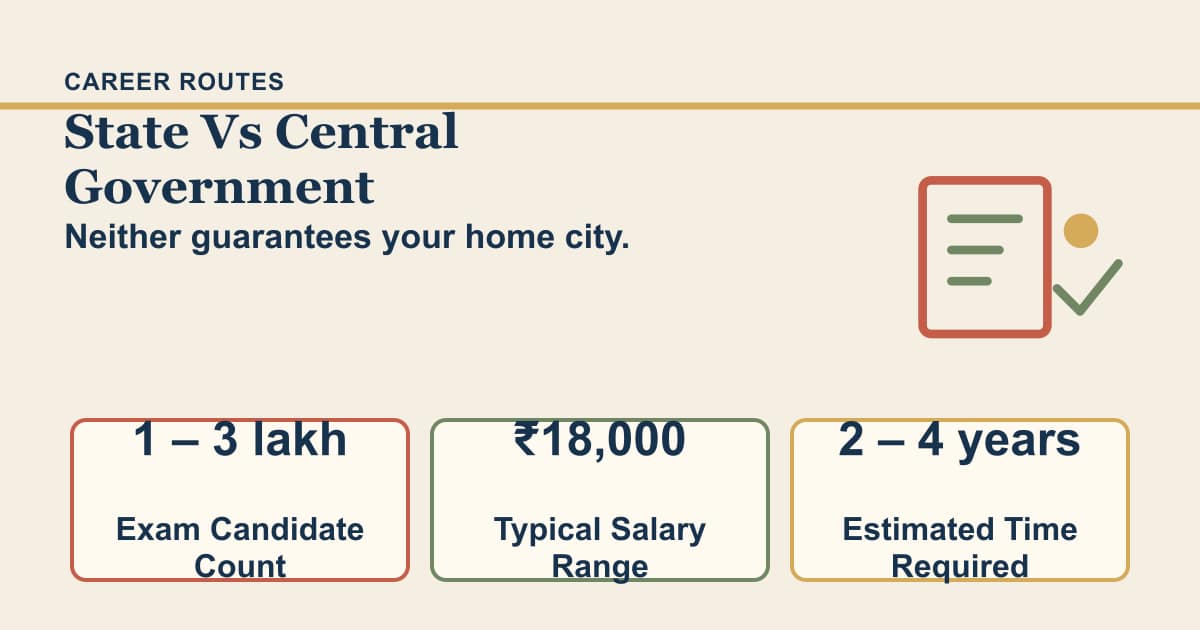 CAREER ROUTES
State Vs Central
Government
Neither guarantees your home city.
1 – 3 lakh
Exam Candidate
Count
₹18,000
Typical Salary
Range
2 – 4 years
Estimated Time
Required